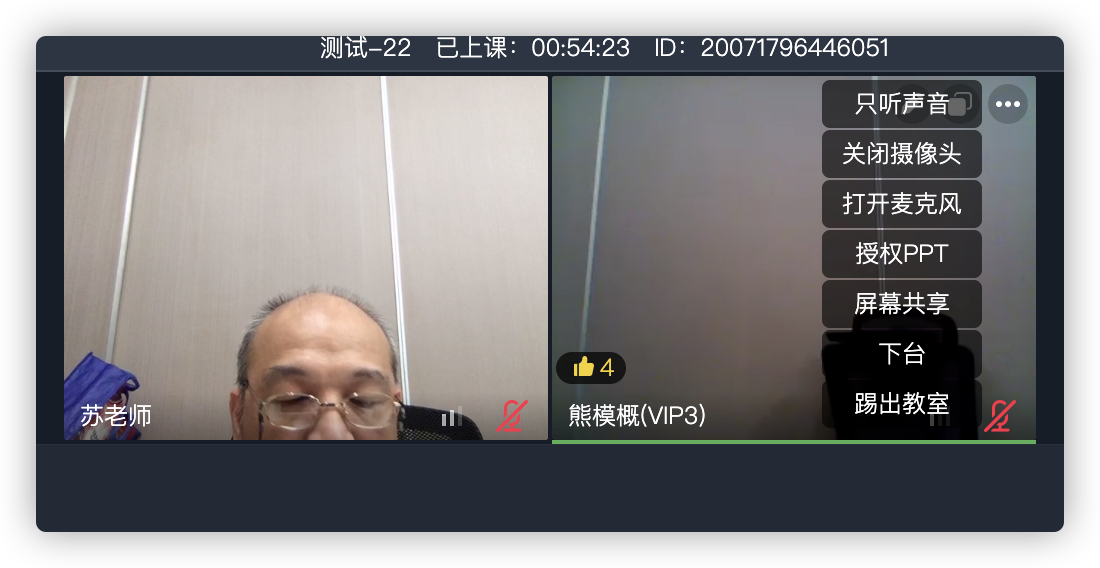 测试-22 已上课：00:54:23 ID：20071796446051
只听声音
关闭摄像头
打开麦克风
授权PPT
屏幕共享
下台
踢出教室
4
苏老师
熊模概(VIP3)